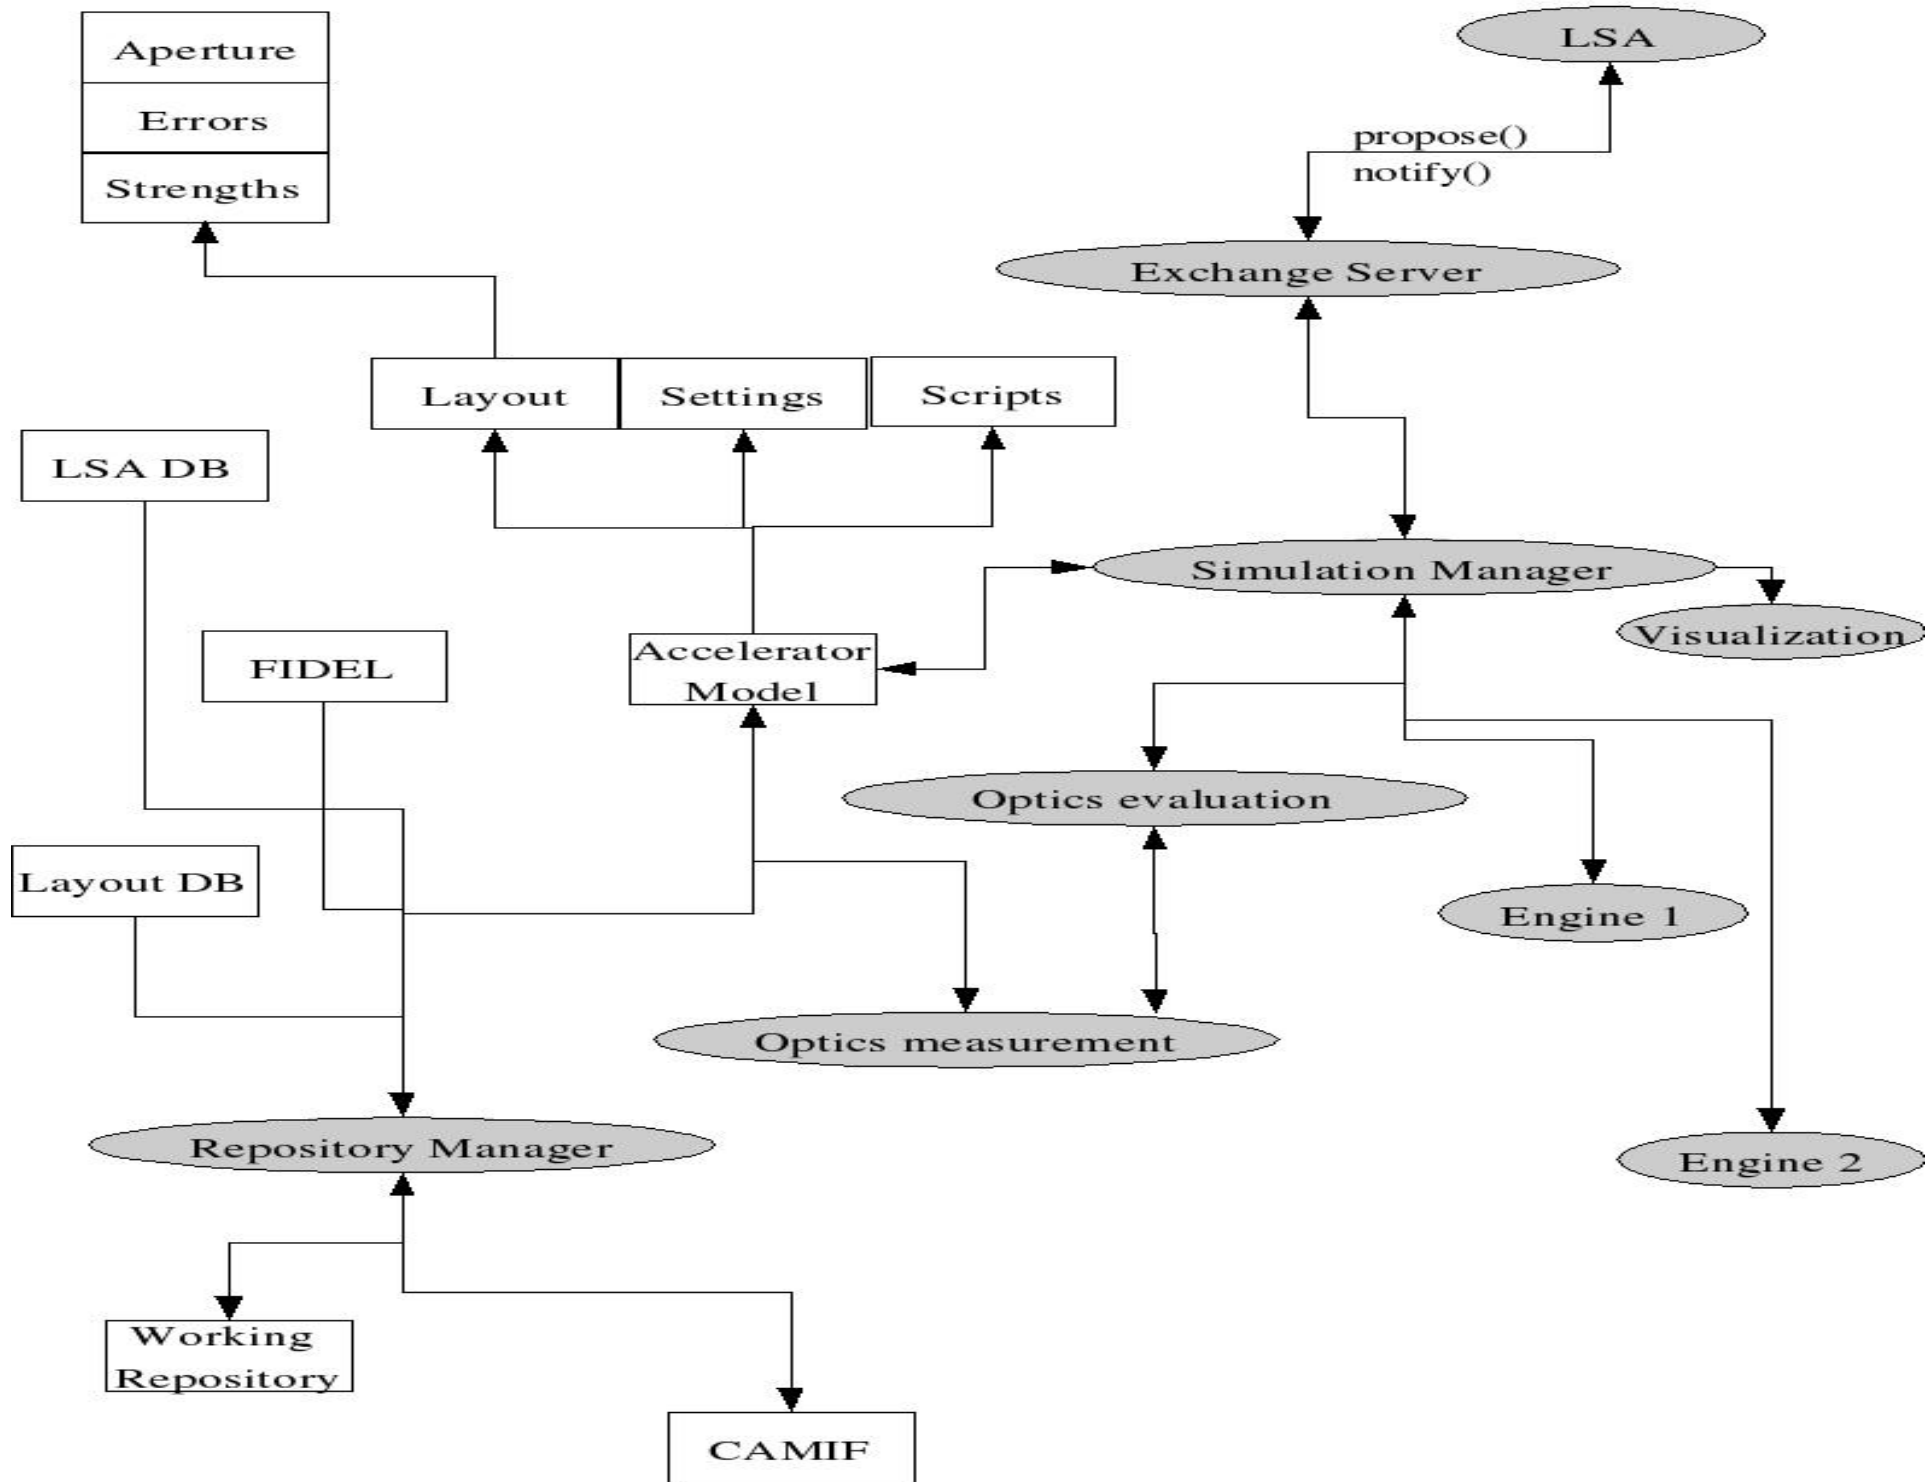 Aperture
LSA
Errors
propose()
Strengths
notify()
Exchange Server
Layout
Settings
Scripts
LSA DB
Simulation Manager
Visualization
FIDEL
Accelerator
Model
Optics evaluation
Layout DB
Engine 1
Optics measurement
Repository Manager
Engine 2
Working
Repository
CAMIF